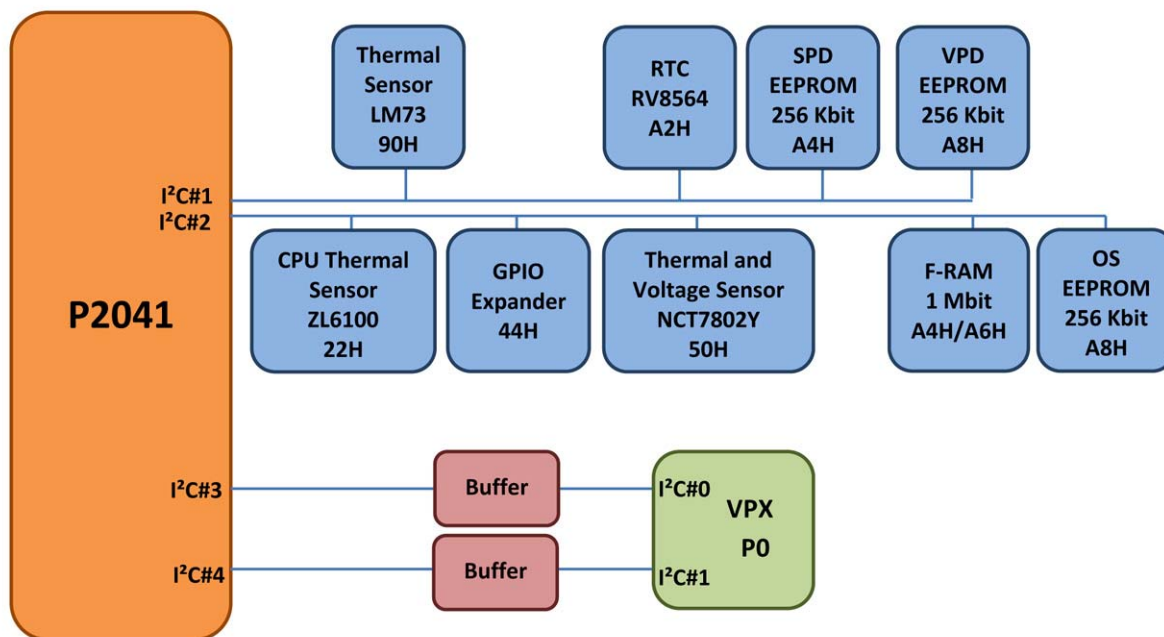 P2041
I²C#1
I²C#2
I²C#3
I²C#4
Thermal
Sensor
LM73
90H
RTC
RV8564
A2H
SPD
EEPROM
256 Kbit
A4H
VPD
EEPROM
256 Kbit
A8H
CPU Thermal
Sensor
ZL6100
22H
GPIO
Expander
44H
Thermal and
Voltage Sensor
NCT7802Y
50H
F-RAM
1 Mbit
A4H/A6H
OS
EEPROM
256 Kbit
A8H
Buffer
Buffer
I²C#0
VPX
P0
I²C#1